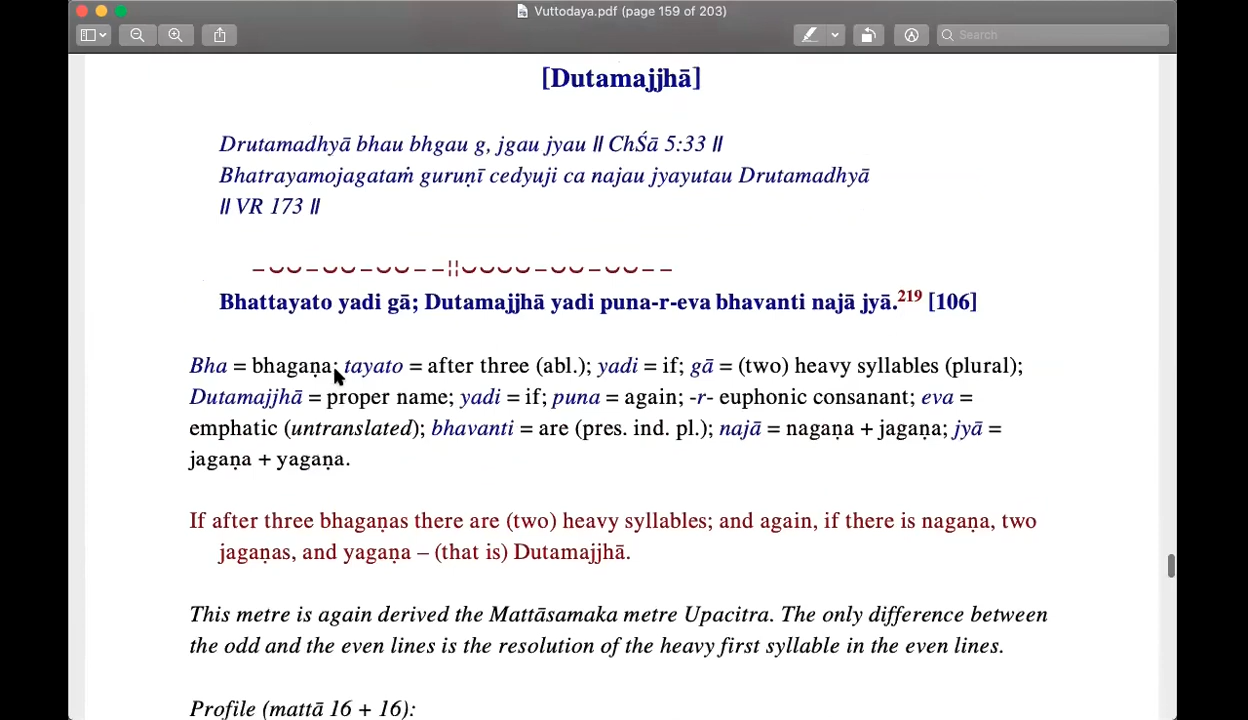 Vuttodaya.pdf (page 159 of 203)
Search
[Dutamajjhā]
Drutamadhyā bhau bhgau g, jgau jyau ǁ ChŚā 5:33 ǁ
Bhatrayamojagataṁ guruṇī cedyuji ca najau jyayutau Drutamadhyā
ǁ VR 173 ǁ
⏑⏑−⏑⏑−⏑⏑−−¦¦⏑⏑⏑⏑−⏑⏑−⏑⏑−−
Bhattayato yadi gā; Dutamajjhā yadi puna-r-eva bhavanti najā jyā.219 [106]
Bha = bhagaṇa; tayato = after three (abl.); yadi = if; gā = (two) heavy syllables (plural);
Dutamajjhā = proper name; yadi = if; puna = again; -r- euphonic consanant; eva =
emphatic (untranslated); bhavanti = are (pres. ind. pl.); najā = nagaṇa + jagaṇa; jyā =
jagaṇa + yagaṇa.
If after three bhagaṇas there are (two) heavy syllables; and again, if there is nagaṇa, two
jagaṇas, and yagaṇa – (that is) Dutamajjhā.
This metre is again derived the Mattāsamaka metre Upacitra. The only difference between
the odd and the even lines is the resolution of the heavy first syllable in the even lines.
Profile (mattā 16 + 16):